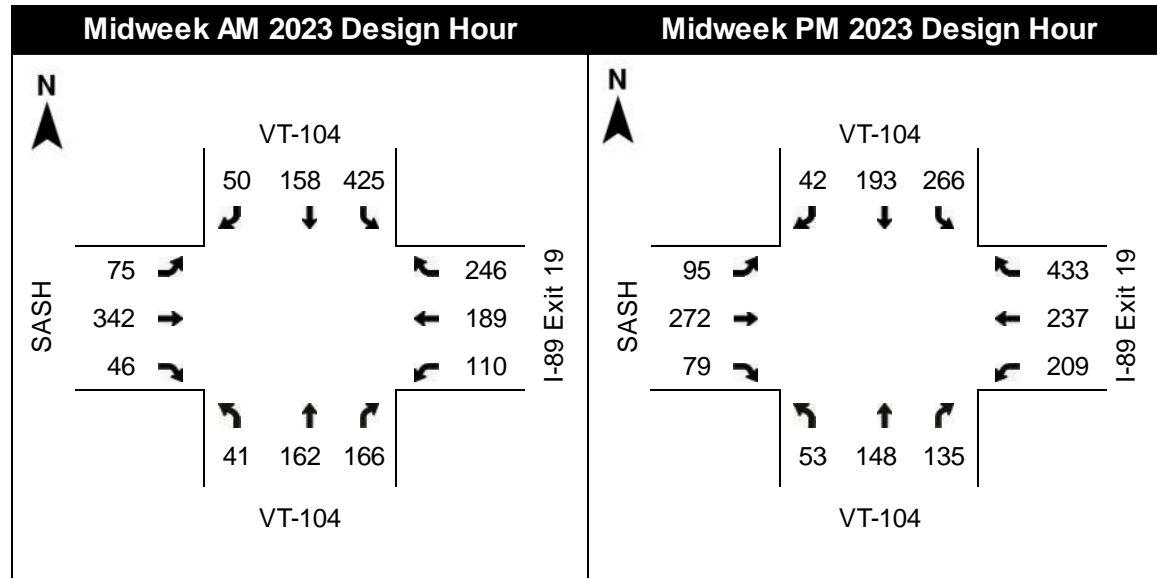 Midweek AM 2023 Design Hour
N
VT-104
50 158 425
75
342
46
SASH
246
189
110
I-89 Exit 19
41 162 166
VT-104
Midweek PM 2023 Design Hour
N
VT-104
42 193 266
95
272
79
SASH
433
237
209
I-89 Exit 19
53 148 135
VT-104